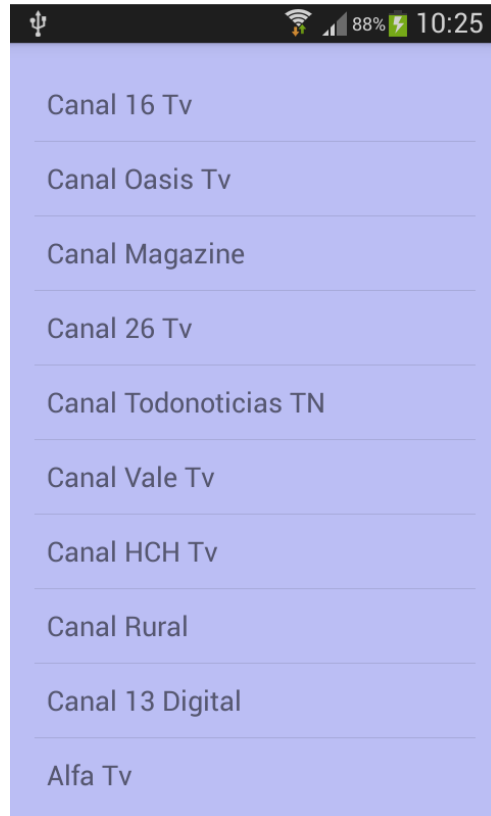 88% 10:25
Canal 16 Tv
Canal Oasis Tv
Canal Magazine
Canal 26 Tv
Canal Todonoticias TN
Canal Vale Tv
Canal HCH Tv
Canal Rural
Canal 13 Digital
Alfa Tv